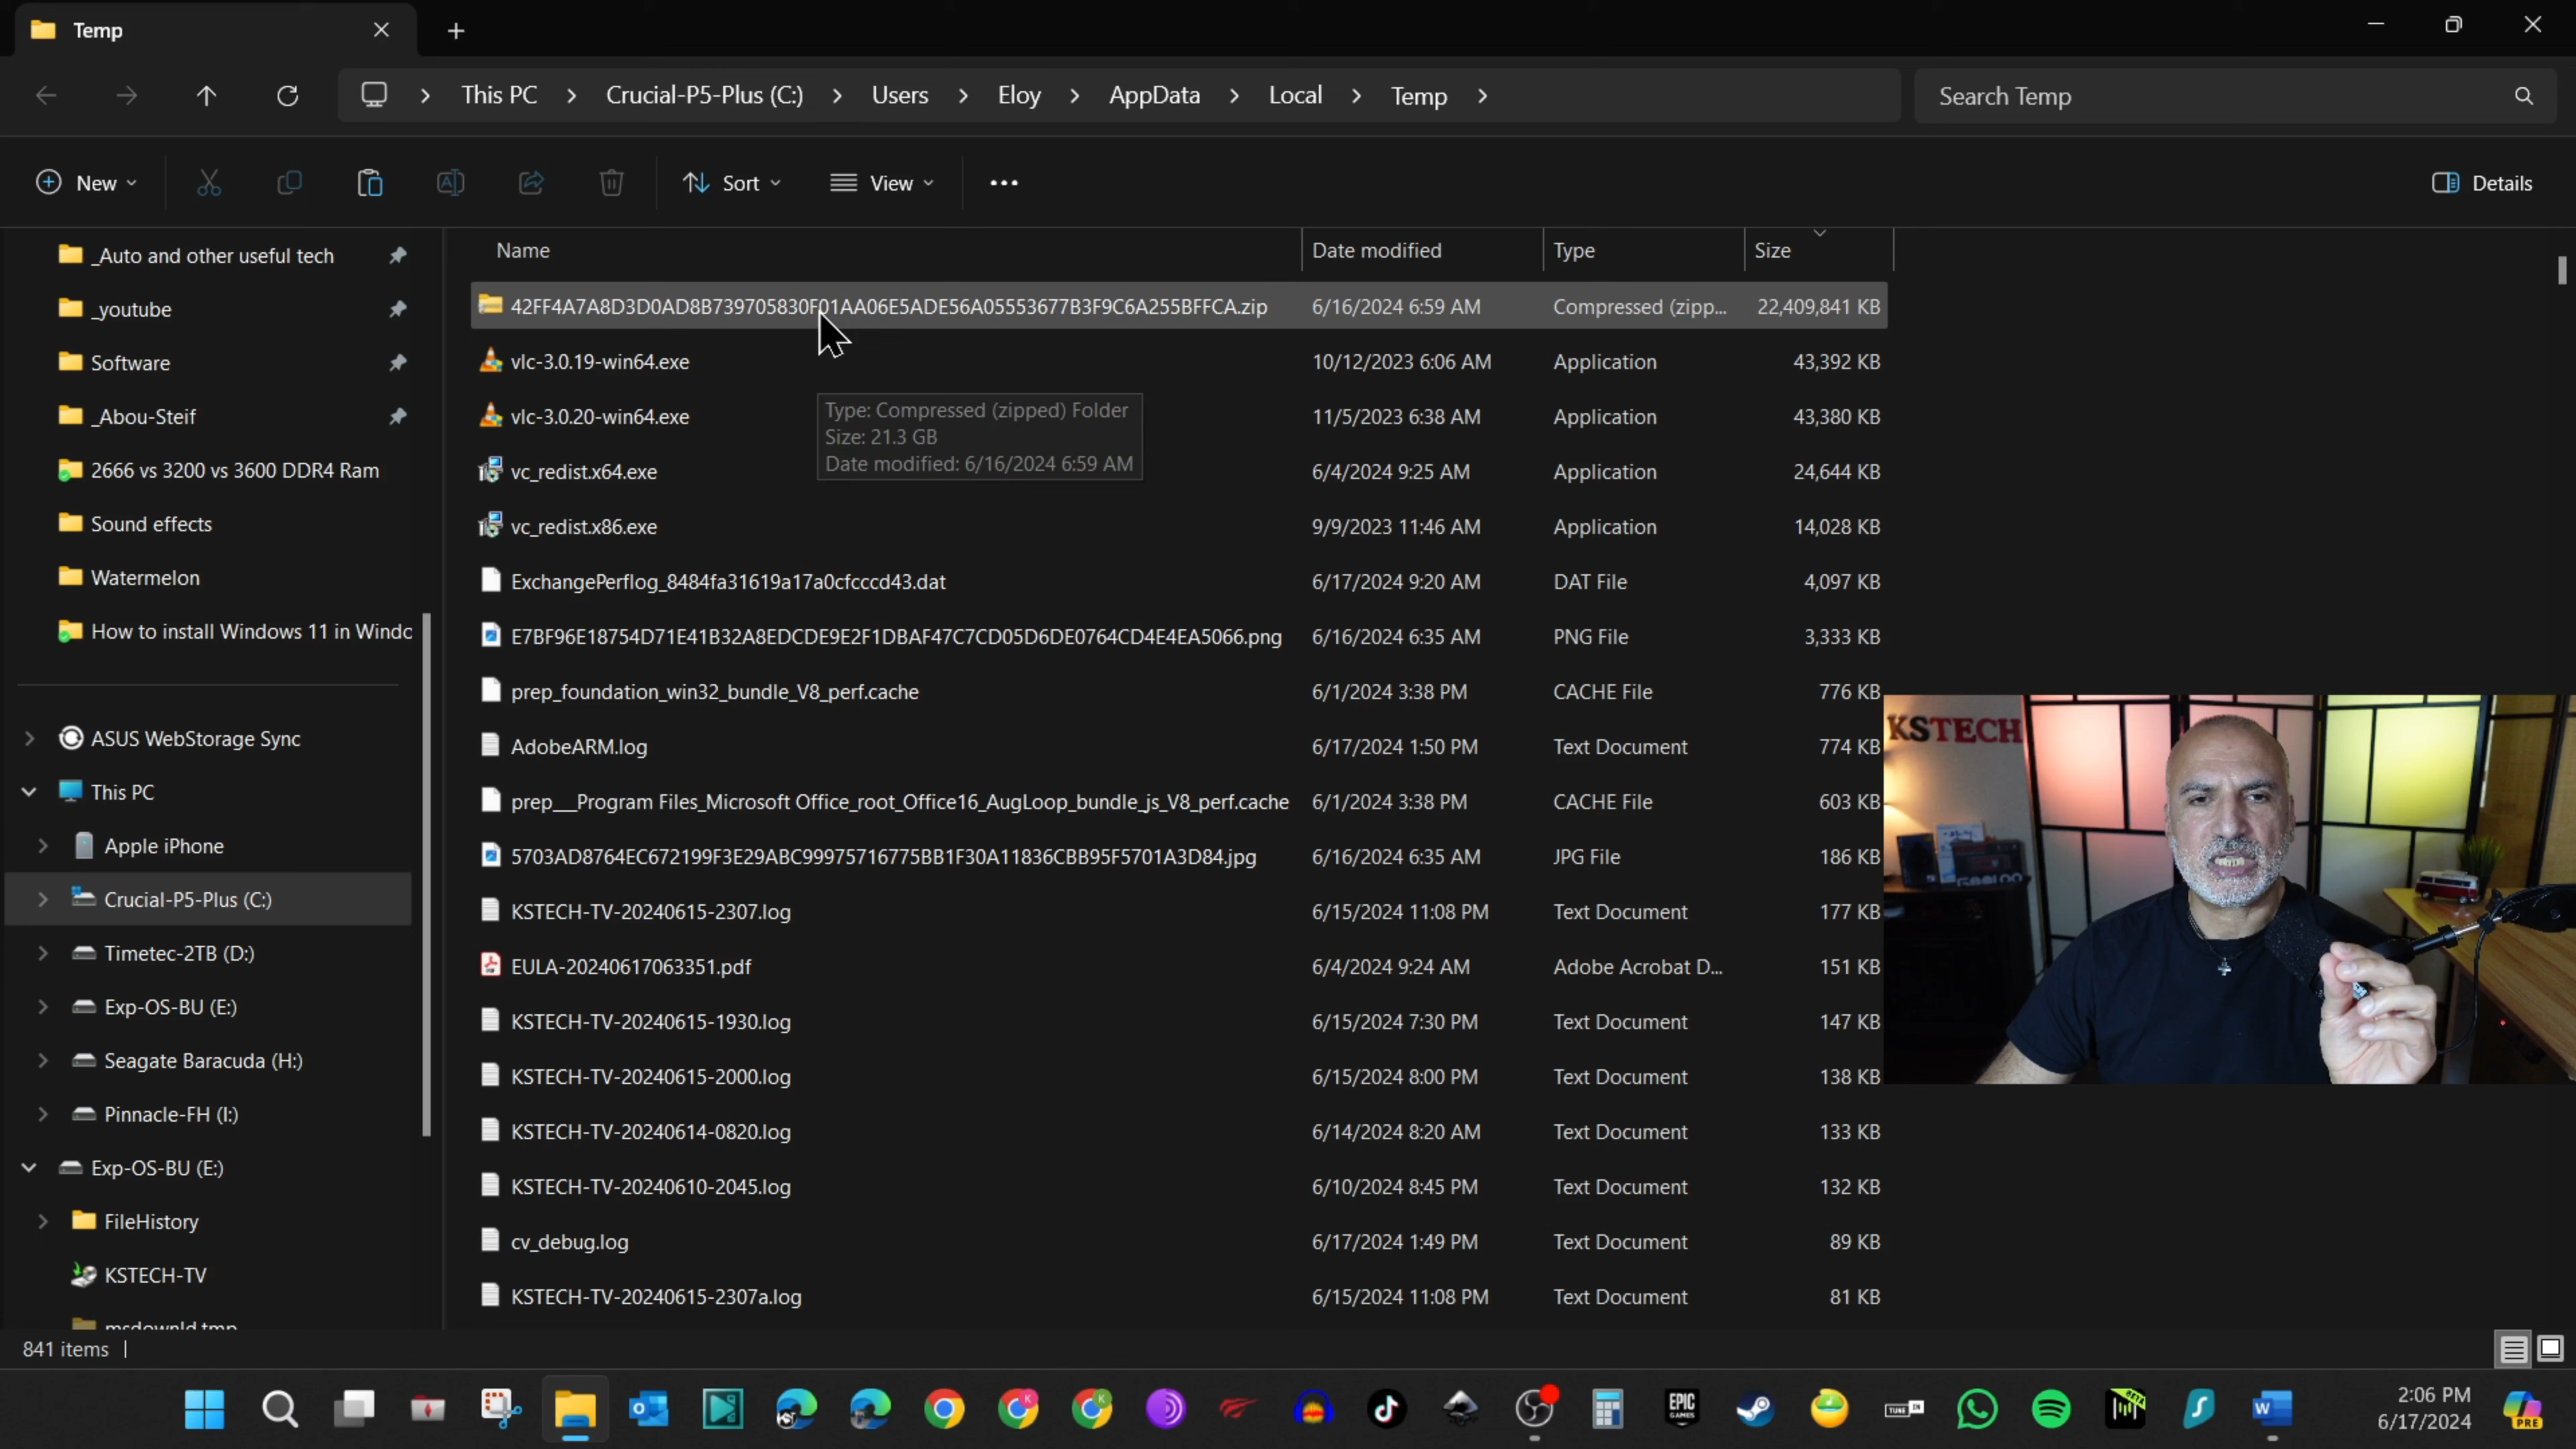 Temp
This PC
Crucial-P5-Plus (C:)
Users
Eloy
AppData
Local
Temp
Search Temp
New
Sort
View
Details
_Auto and other useful tech
_youtube
Software
_Abou-Steif
2666 vs 3200 vs 3600 DDR4 Ram
Sound effects
Watermelon
How to install Windows 11 in Windo
ASUS WebStorage Sync
This PC
Apple iPhone
Crucial-P5-Plus (C:)
Timetec-2TB (D:)
Exp-OS-BU (E:)
Seagate Baracuda (H:)
Pinnacle-FH (I:)
Exp-OS-BU (E:)
FileHistory
KSTECH-TV
msdownld.tmp
Name Date modified Type Size
42FF4A7A8D3D0AD8B739705830F01AA06E5ADE56A05553677B3F9C6A255BFFCA.zip 6/16/2024 6:59 AM Compressed (zipp... 22,409,841 KB
vlc-3.0.19-win64.exe 10/12/2023 6:06 AM Application 43,392 KB
vlc-3.0.20-win64.exe 11/5/2023 6:38 AM Application 43,380 KB
vc_redist.x64.exe 6/4/2024 9:25 AM Application 24,644 KB
vc_redist.x86.exe 9/9/2023 11:46 AM Application 14,028 KB
ExchangePerflog_8484fa31619a17a0cfcccd43.dat 6/17/2024 9:20 AM DAT File 4,097 KB
E7BF96E18754D71E41B32A8EDCDE9E2F1DBAF47C7CD05D6DE0764CD4E4EA5066.png 6/16/2024 6:35 AM PNG File 3,333 KB
prep_foundation_win32_bundle_V8_perf.cache 6/1/2024 3:38 PM CACHE File 776 KB
AdobeARM.log 6/17/2024 1:50 PM Text Document 774 KB
prep__Program Files_Microsoft Office_root_Office16_AugLoop_bundle_js_V8_perf.cache 6/1/2024 3:38 PM CACHE File 603 KB
5703AD8764EC672199F3E29ABC99975716775BB1F30A11836CBB95F5701A3D84.jpg 6/16/2024 6:35 AM JPG File 186 KB
KSTECH-TV-20240615-2307.log 6/15/2024 11:08 PM Text Document 177 KB
EULA-20240617063351.pdf 6/4/2024 9:24 AM Adobe Acrobat D... 151 KB
KSTECH-TV-20240615-1930.log 6/15/2024 7:30 PM Text Document 147 KB
KSTECH-TV-20240615-2000.log 6/15/2024 8:00 PM Text Document 138 KB
KSTECH-TV-20240614-0820.log 6/14/2024 8:20 AM Text Document 133 KB
KSTECH-TV-20240610-2045.log 6/10/2024 8:45 PM Text Document 132 KB
cv_debug.log 6/17/2024 1:49 PM Text Document 89 KB
KSTECH-TV-20240615-2307a.log 6/15/2024 11:08 PM Text Document 81 KB
Type: Compressed (zipped) Folder
Size: 21.3 GB
Date modified: 6/16/2024 6:59 AM
KSTECH
841 items
EPIC
GAMES
TUNE IN
PRE
2:06 PM
6/17/2024